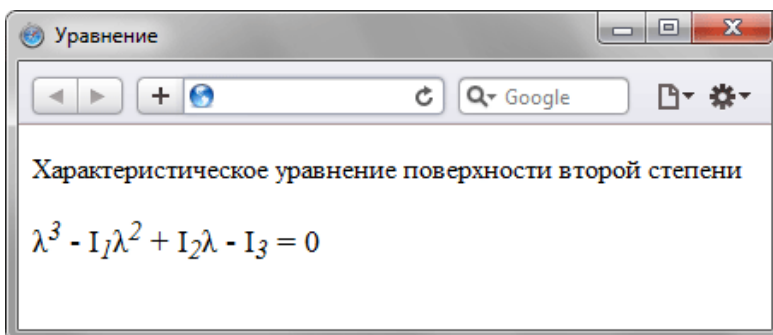 Уравнение
Google
Характеристическое уравнение поверхности второй степени
λ³ - I₁λ² + I₂λ - I₃ = 0